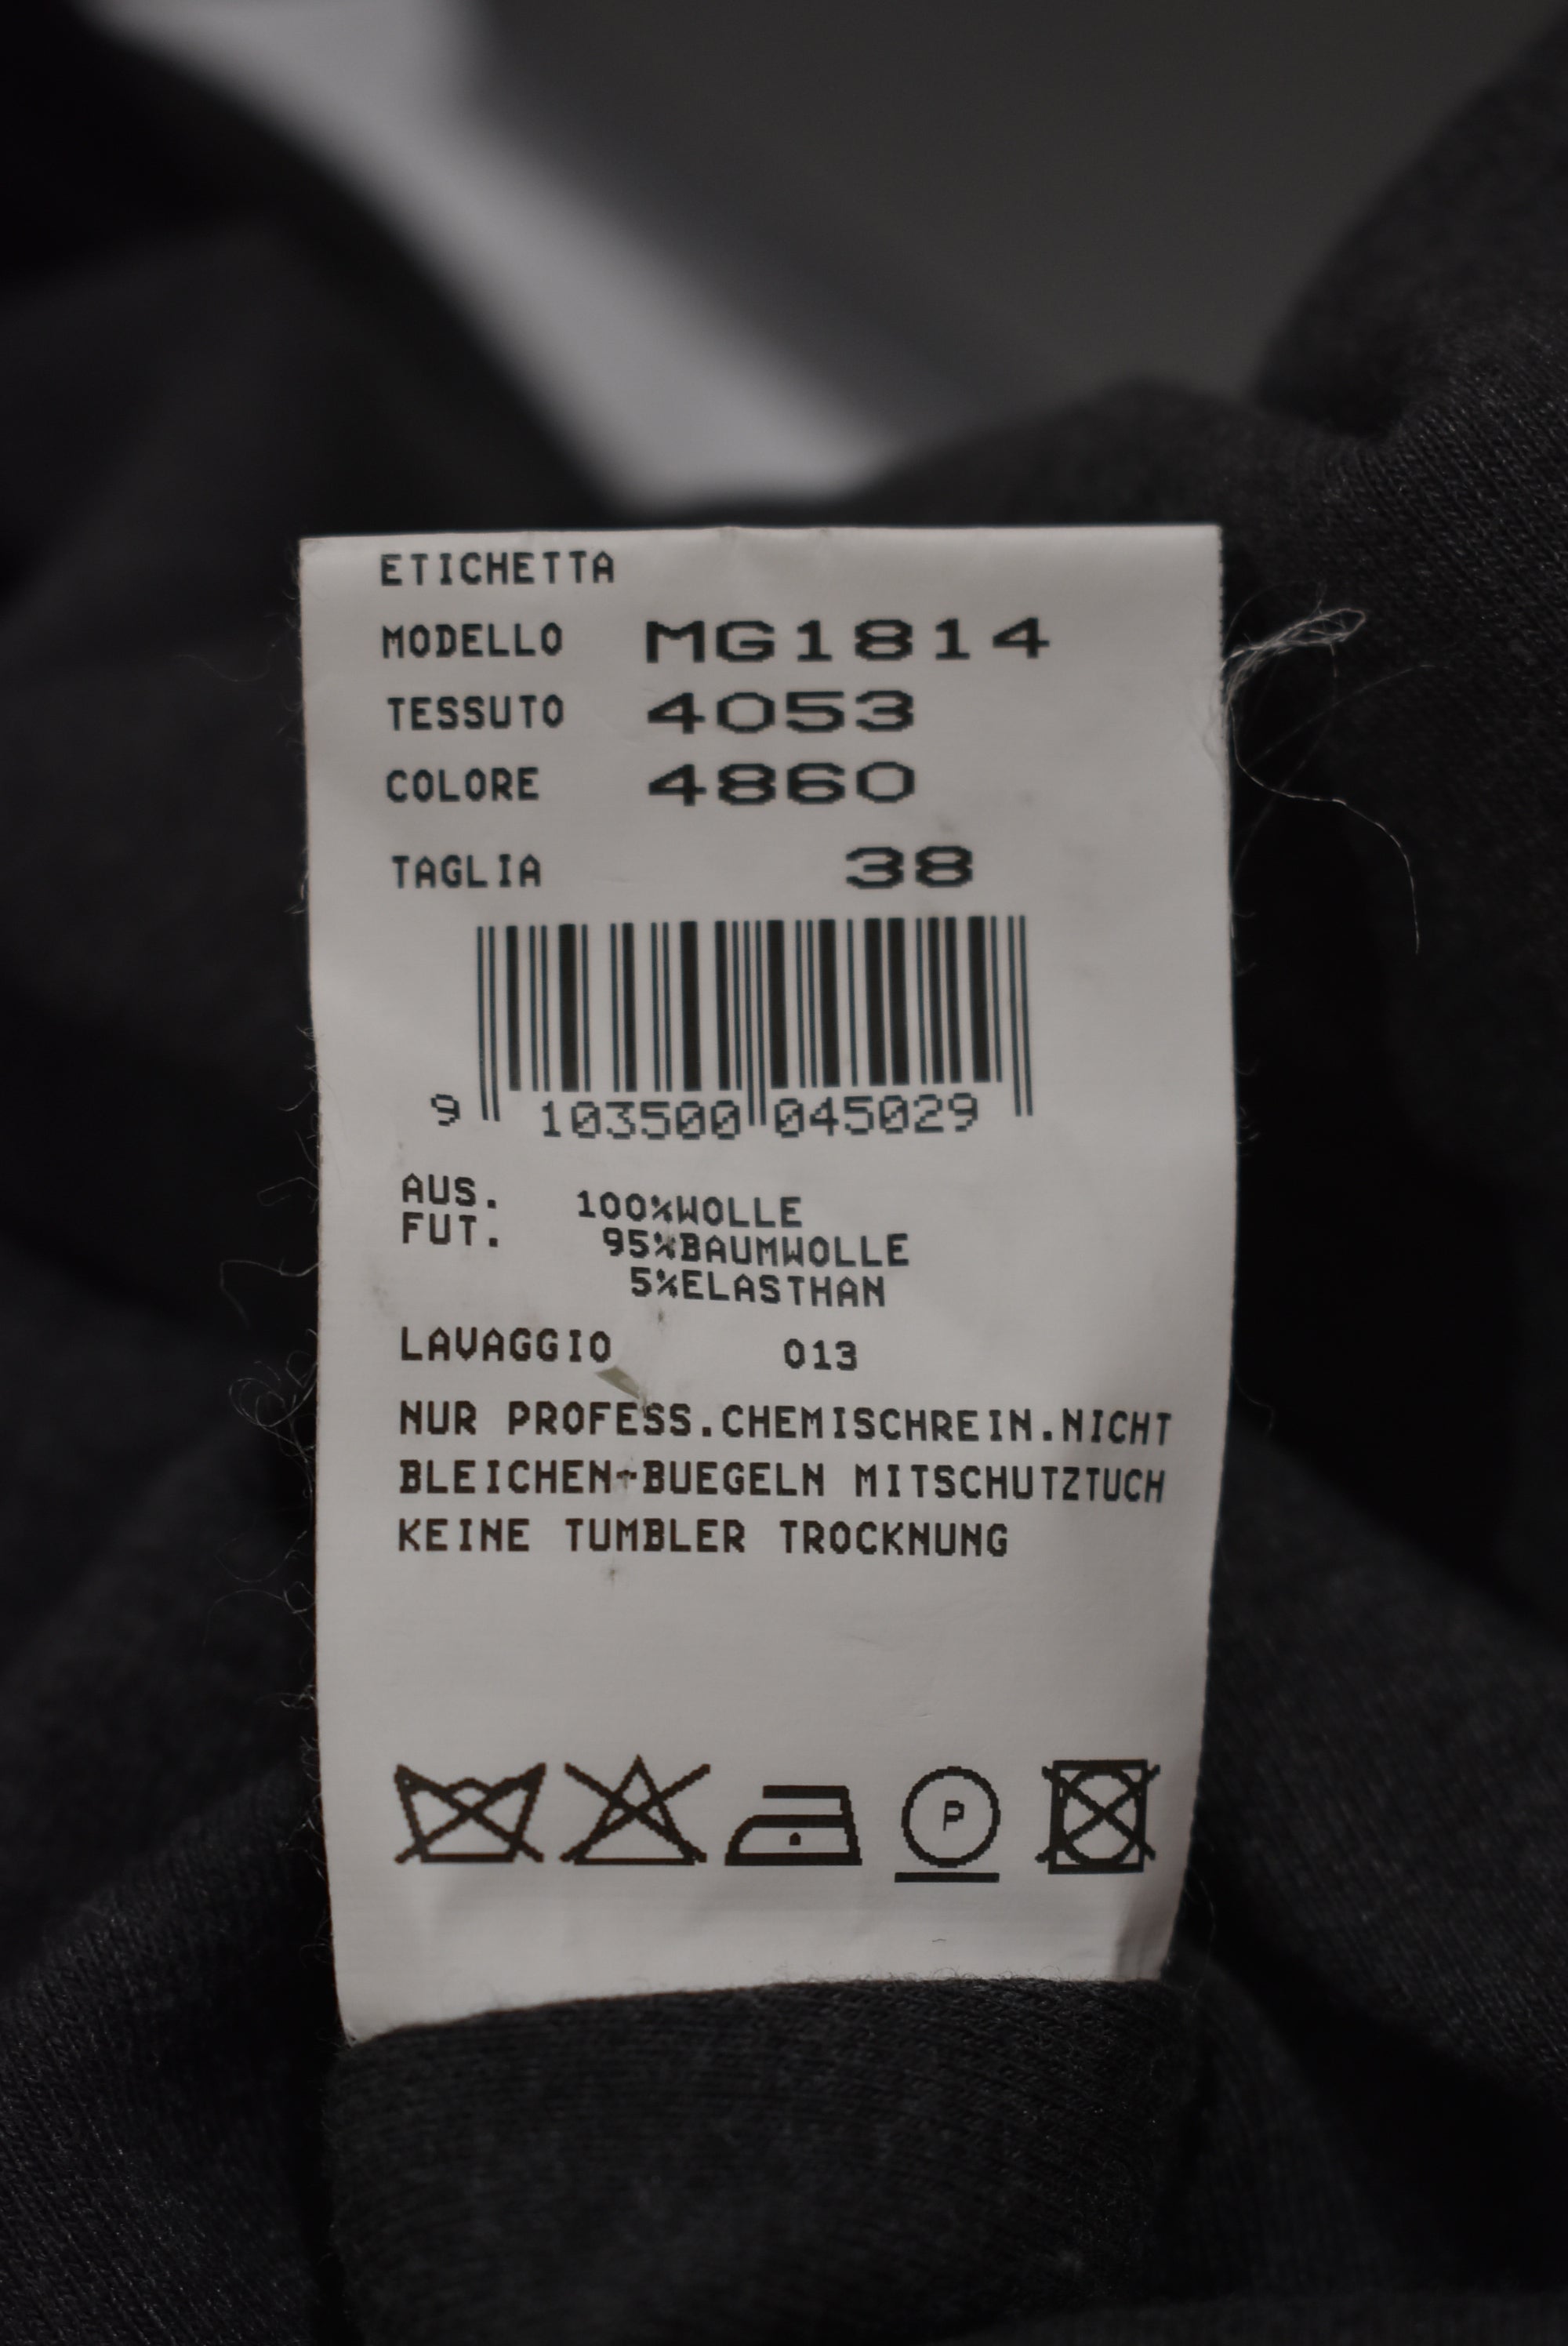 ETICHETTA
MODELLO MG1814
TESSUTO 4053
COLORE 4860
TAGLIA 38
9 103500 045029
AUS. 100%WOLLE
FUT. 95%BAUMWOLLE
5%ELASTHAN
LAVAGGIO 013
NUR PROFESS.CHEMISCHREIN.NICHT
BLEICHEN-BUEGELN MITSCHUTZTUCH
KEINE TUMBLER TROCKNUNG
P